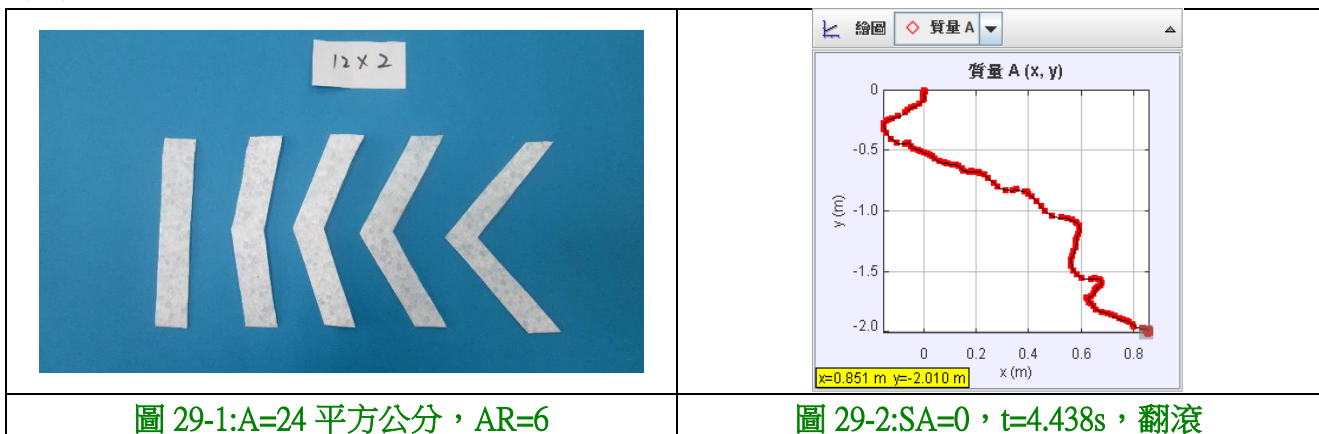 12 × 2
圖 29-1:A=24 平方公分，AR=6
繪圖 質量 A
質量 A (x, y)
0
-0.5
-1.0
-1.5
-2.0
y (m)
0 0.2 0.4 0.6 0.8
x (m)
x=0.851 m y=-2.010 m
圖 29-2:SA=0，t=4.438s，翻滾